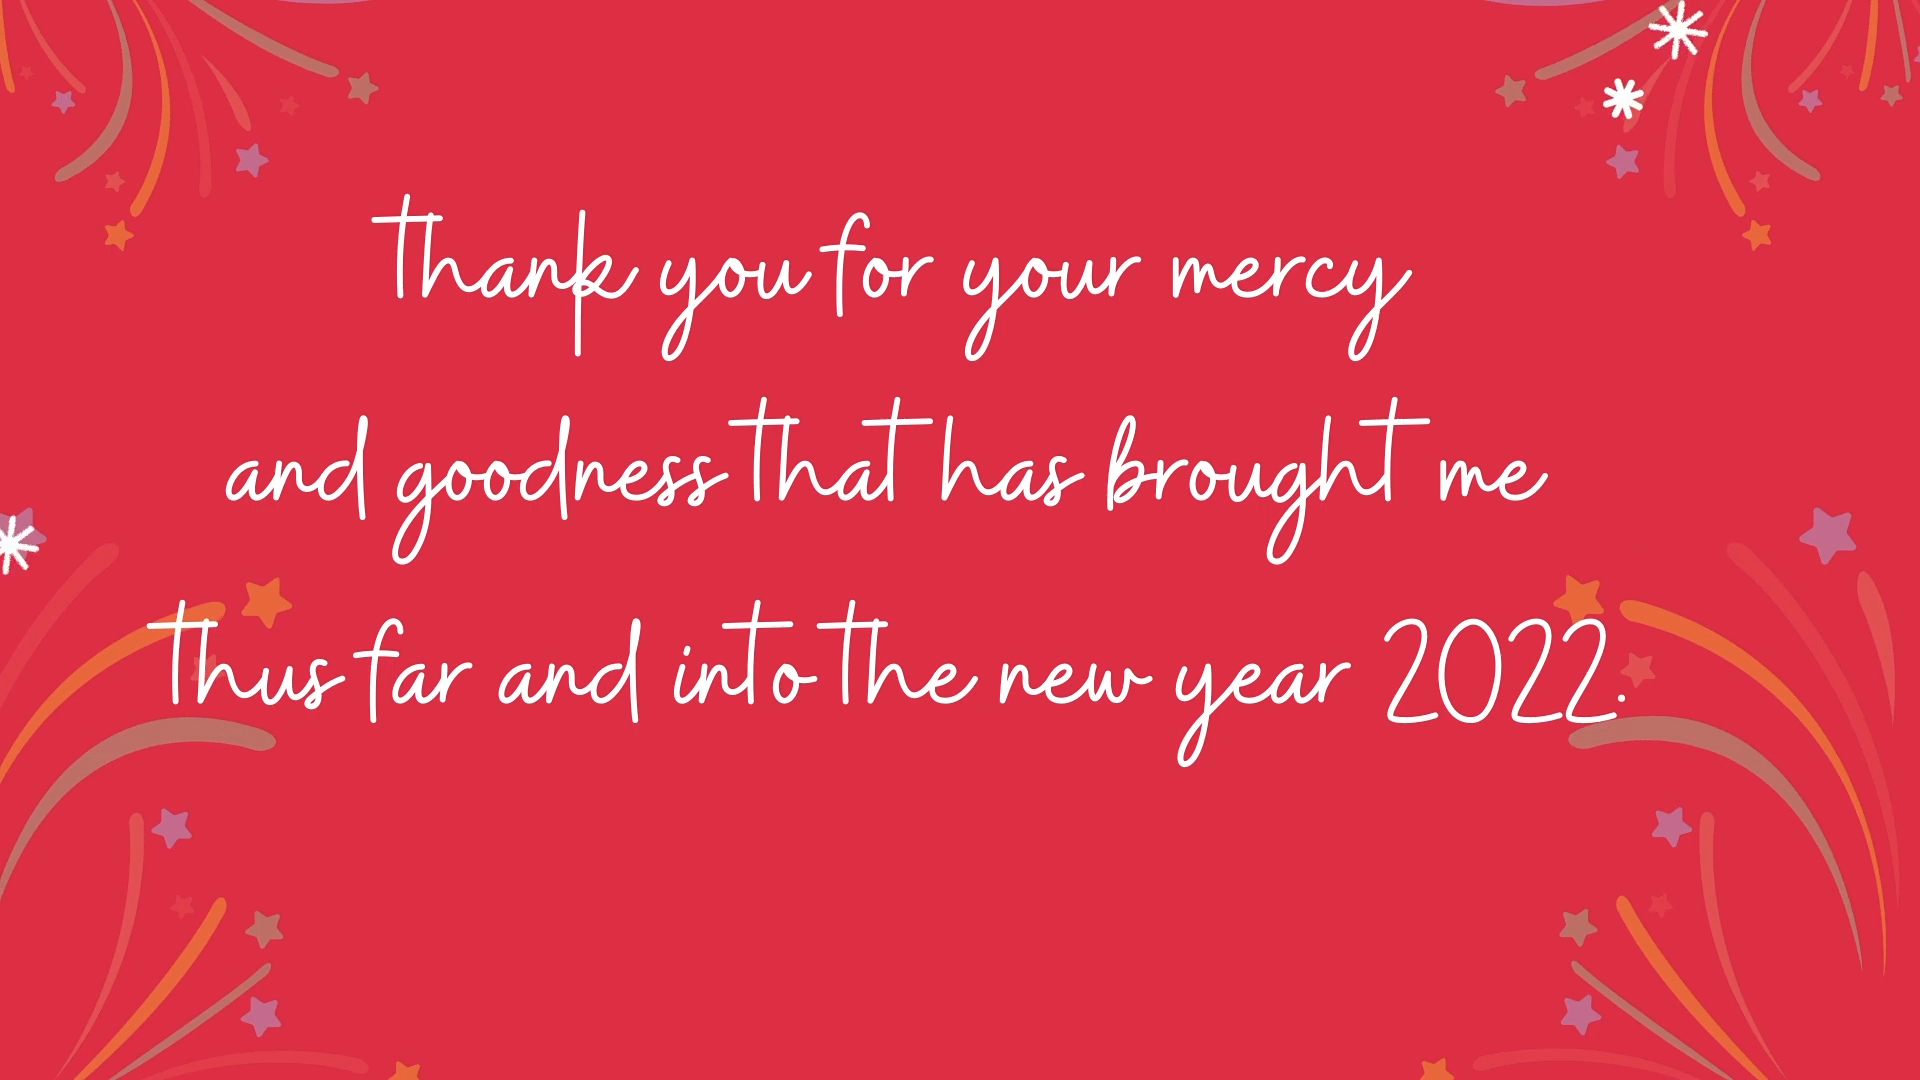 Thank you for your mercy
and goodness that has brought me
thus far and into the new year 2022.